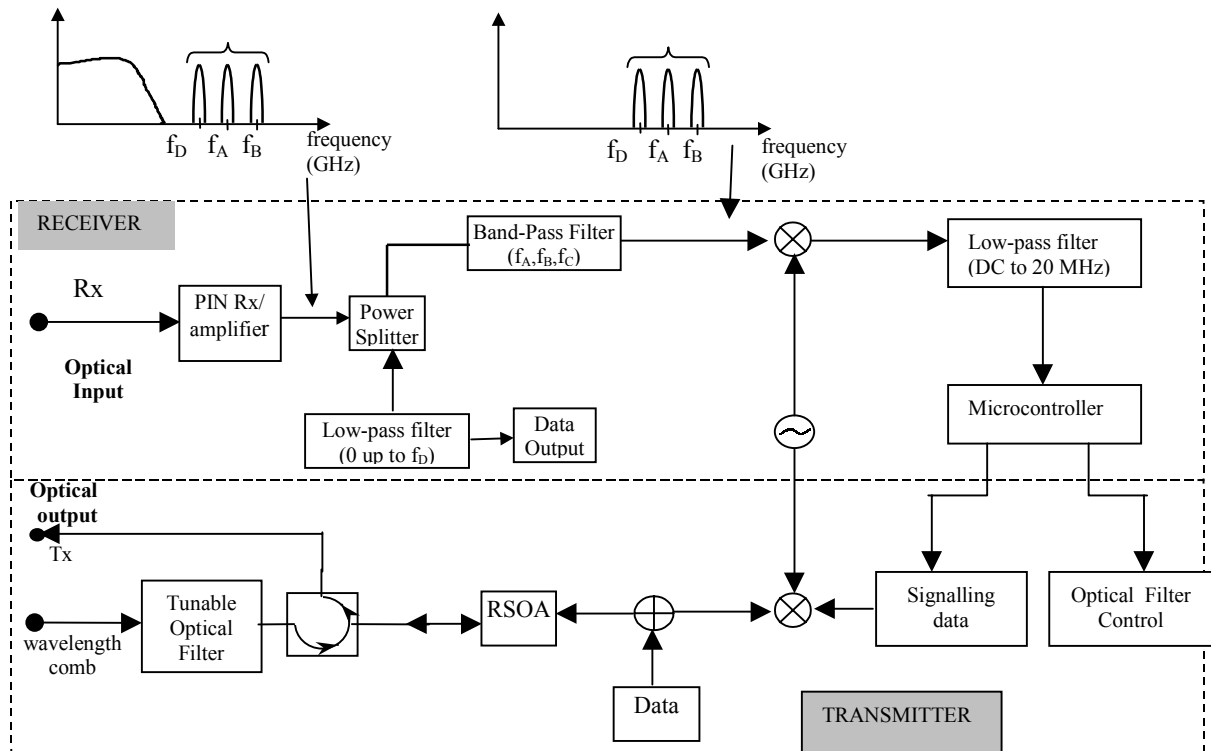 f_D f_A f_B
frequency
(GHz)
f_D f_A f_B
frequency
(GHz)
RECEIVER
Rx
Optical
Input
PIN Rx/
amplifier
Power
Splitter
Band-Pass Filter
(f_A,f_B,f_C)
Low-pass filter
(DC to 20 MHz)
Low-pass filter
(0 up to f_D)
Data
Output
Microcontroller
Optical
output
Tx
wavelength
comb
Tunable
Optical
Filter
RSOA
Data
Signalling
data
Optical Filter
Control
TRANSMITTER